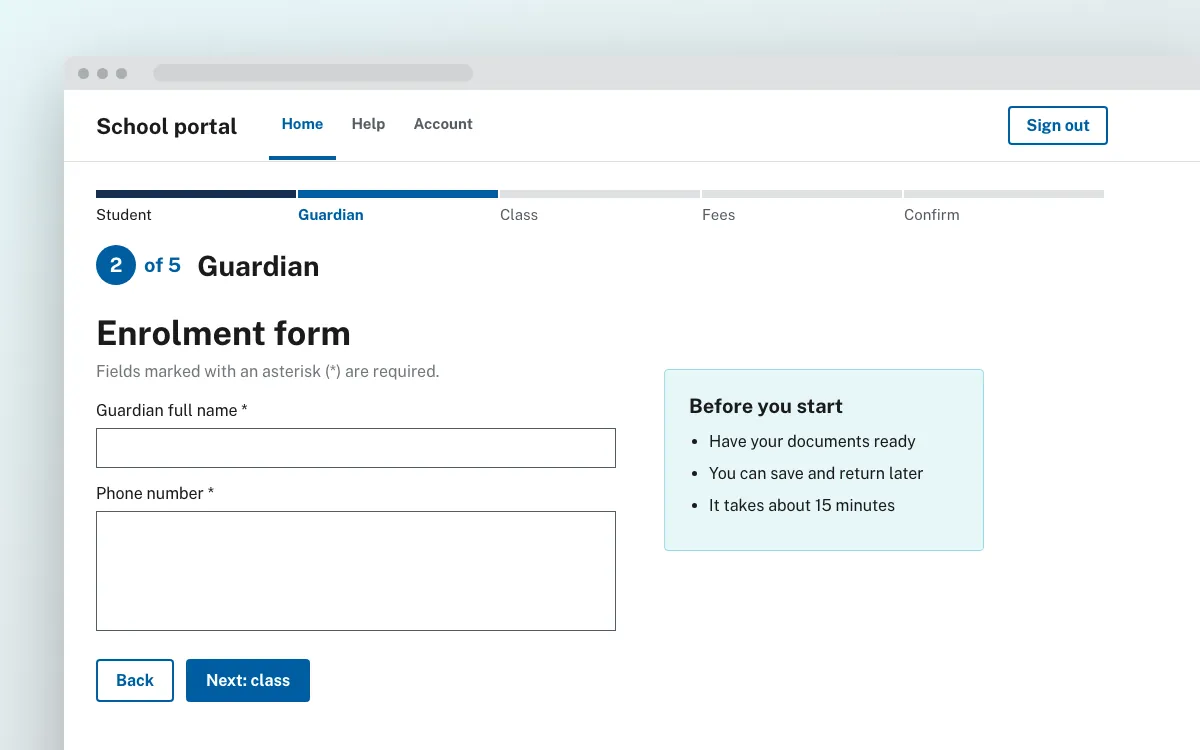 School portal
Home
Help
Account
Sign out
Student
Guardian
Class
Fees
Confirm
2 of 5 Guardian
Enrolment form
Fields marked with an asterisk (*) are required.
Guardian full name *
Phone number *
Back
Next: class
Before you start
Have your documents ready
You can save and return later
It takes about 15 minutes